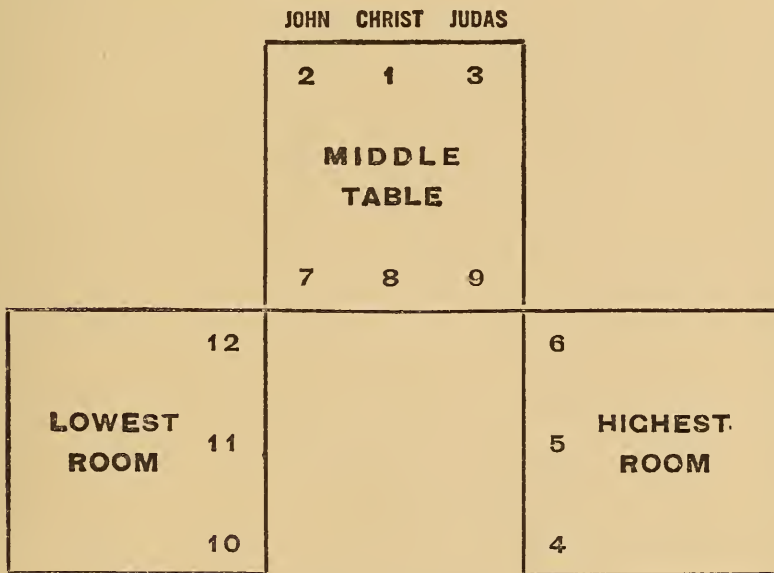 JOHN CHRIST JUDAS
2 1 3
MIDDLE
TABLE
7 8 9
12 6
LOWEST
ROOM
11 5
HIGHEST.
ROOM
10 4